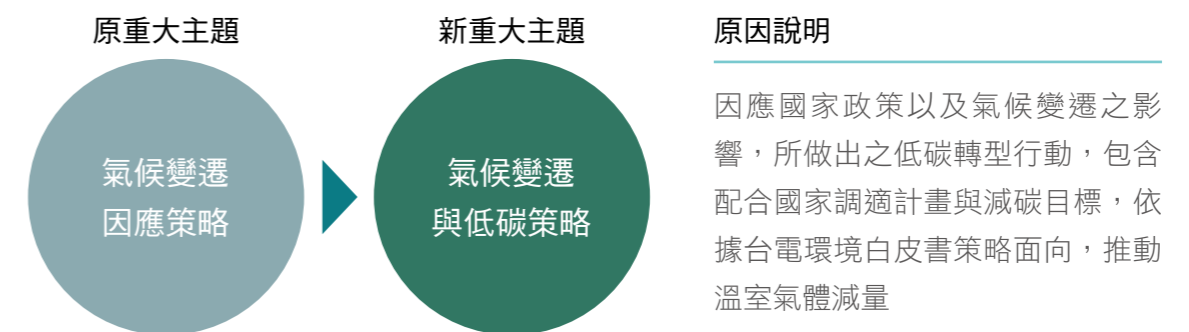 原重大主題
氣候變遷
因應策略
新重大主題
氣候變遷
與低碳策略
原因說明
因應國家政策以及氣候變遷之影
響，所做出之低碳轉型行動，包含
配合國家調適計畫與減碳目標，依
據台電環境白皮書策略面向，推動
溫室氣體減量